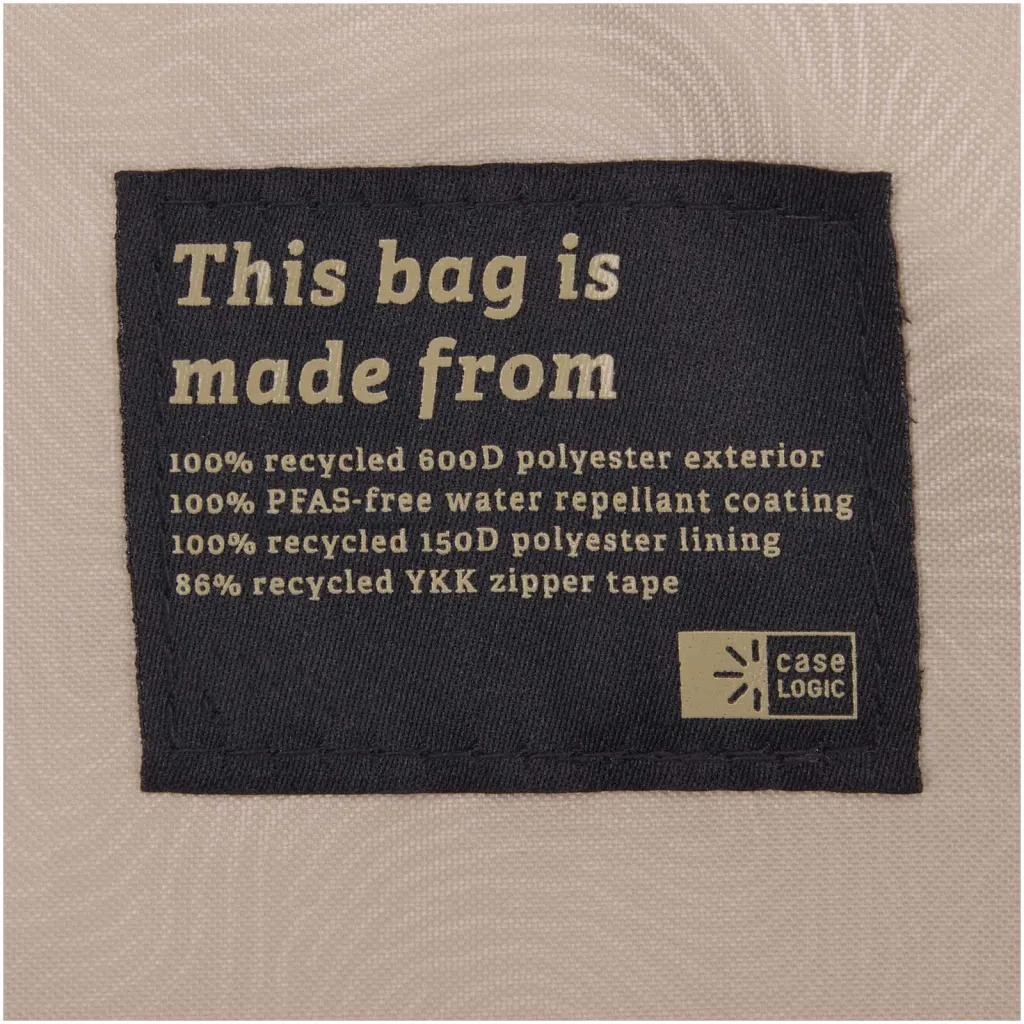 This bag is
made from
100% recycled 600D polyester exterior
100% PFAS-free water repellant coating
100% recycled 150D polyester lining
86% recycled YKK zipper tape
case
LOGIC